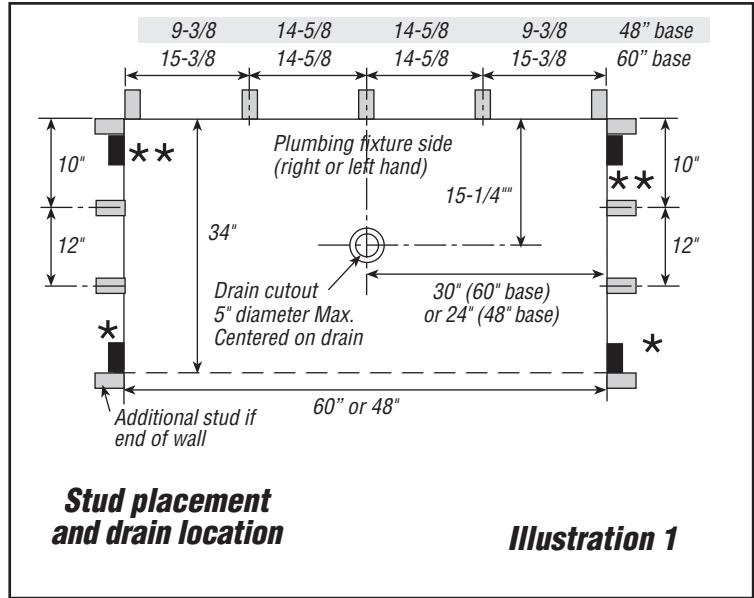 9-3/8 14-5/8 14-5/8 9-3/8 48” base
15-3/8 14-5/8 14-5/8 15-3/8 60” base
Plumbing fixture side
(right or left hand)
10"
**
10"
**
15-1/4""
12"
34"
12"
Drain cutout
5" diameter Max.
Centered on drain
30" (60" base)
or 24" (48" base)
*
*
60” or 48"
Additional stud if
end of wall
Stud placement
and drain location
Illustration 1